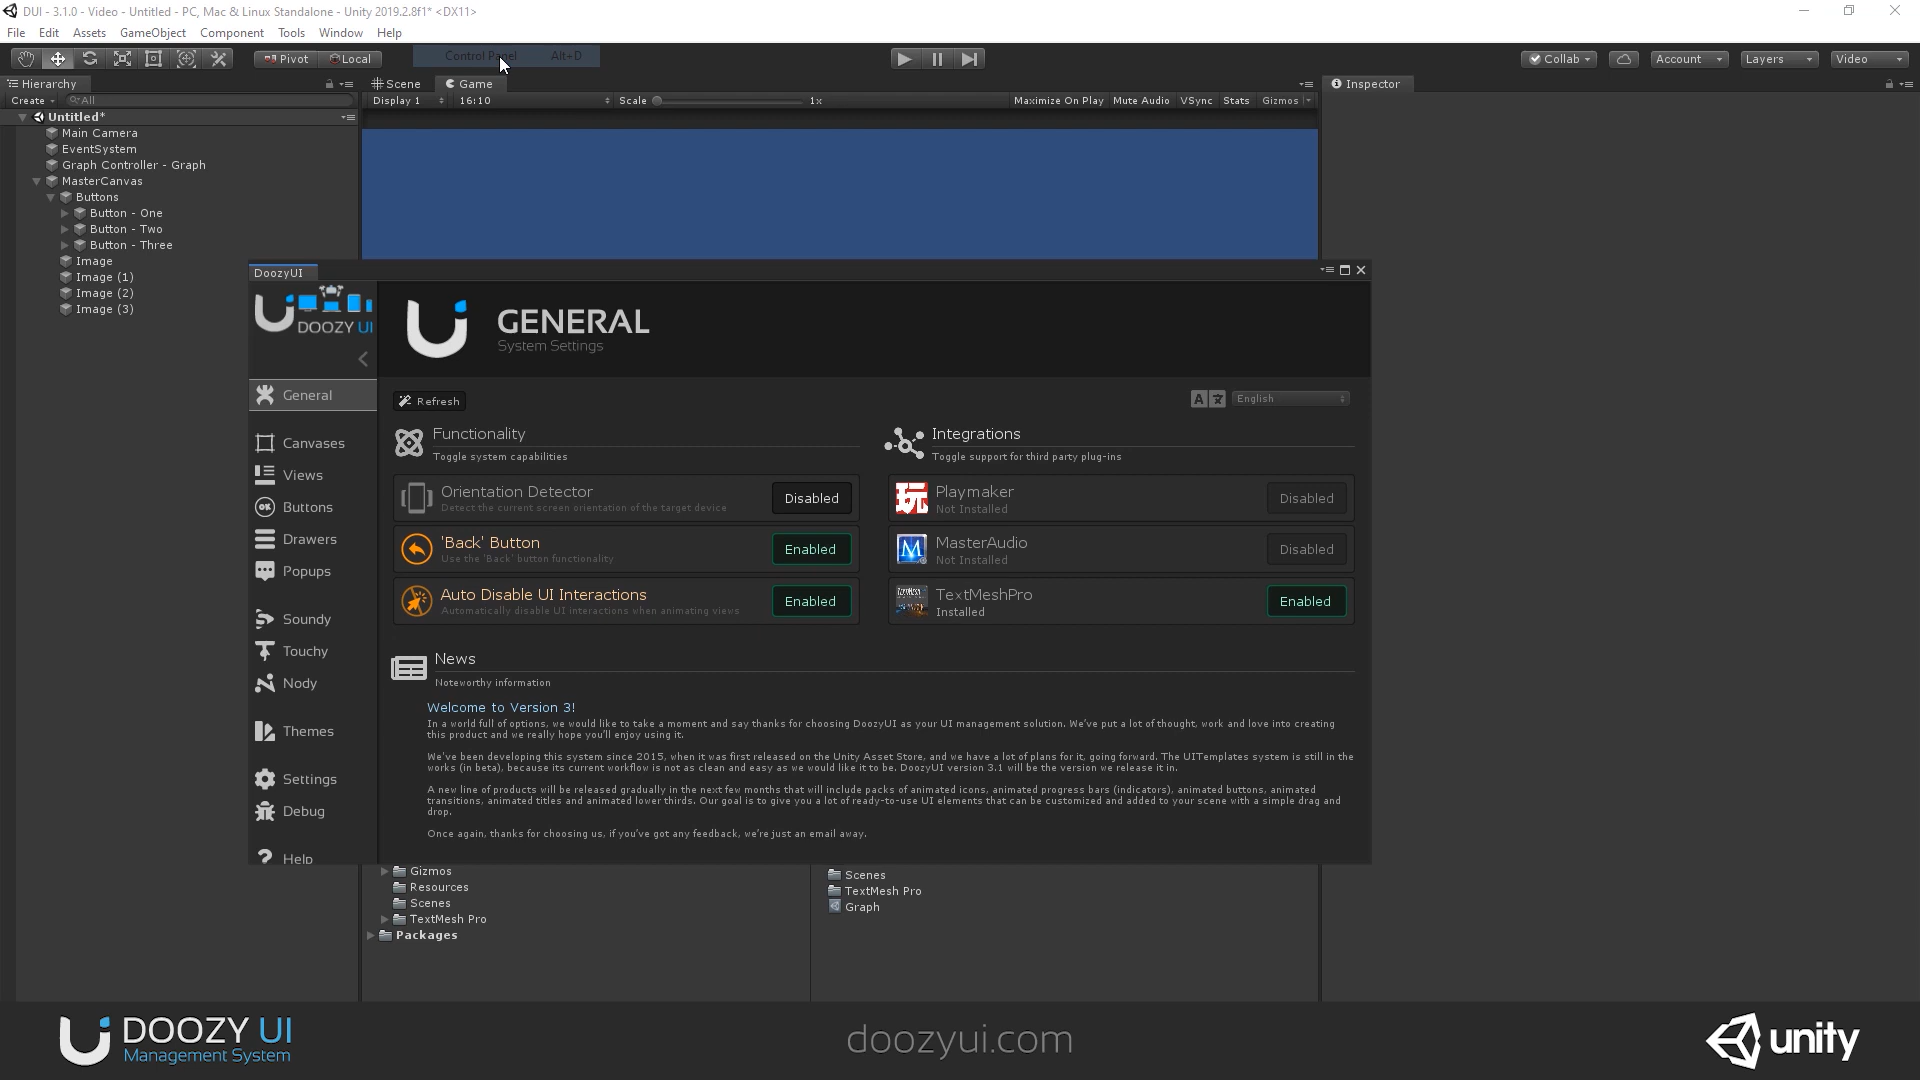 DUI - 3.1.0 - Video - Untitled - PC, Mac & Linux Standalone - Unity 2019.2.8f1* <DX11>
File Edit Assets GameObject Component Tools Window Help
Pivot Local Control Panel Alt+D Collab Account Layers Video
Hierarchy Scene Game Inspector
Create All Display 1 16:10 Scale 1x Maximize On Play Mute Audio VSync Stats Gizmos
Untitled*
Main Camera
EventSystem
Graph Controller - Graph
MasterCanvas
Buttons
Button - One
Button - Two
Button - Three
Image
Image (1)
Image (2)
Image (3)
DoozyUI
DOOZY UI
GENERAL
System Settings
General
Canvases
Views
Buttons
Drawers
Popups
Soundy
Touchy
Nody
Themes
Settings
Debug
Help
Refresh
A English
Functionality
Toggle system capabilities
Orientation Detector
Detect the current screen orientation of the target device
Disabled
'Back' Button
Use the 'Back' button functionality
Enabled
Auto Disable UI Interactions
Automatically disable UI interactions when animating views
Enabled
Integrations
Toggle support for third party plug-ins
玩 Playmaker
Not Installed
Disabled
M MasterAudio
Not Installed
Disabled
TextMeshPro
Installed
Enabled
News
Noteworthy information
Welcome to Version 3!
In a world full of options, we would like to take a moment and say thanks for choosing DoozyUI as your UI management solution. We've put a lot of thought, work and love into creating
this product and we really hope you'll enjoy using it.
We've been developing this system since 2015, when it was first released on the Unity Asset Store, and we have a lot of plans for it, going forward. The UITemplates system is still in the
works (in beta), because its current workflow is not as clean and easy as we would like it to be. DoozyUI version 3.1 will be the version we release it in.
A new line of products will be released gradually in the next few months that will include packs of animated icons, animated progress bars (indicators), animated buttons, animated
transitions, animated titles and animated lower thirds. Our goal is to give you a lot of ready-to-use UI elements that can be customized and added to your scene with a simple drag and
drop.
Once again, thanks for choosing us, if you've got any feedback, we're just an email away.
Gizmos
Resources
Scenes
TextMesh Pro
Packages
Scenes
TextMesh Pro
Graph
DOOZY UI
Management System
doozyui.com
unity